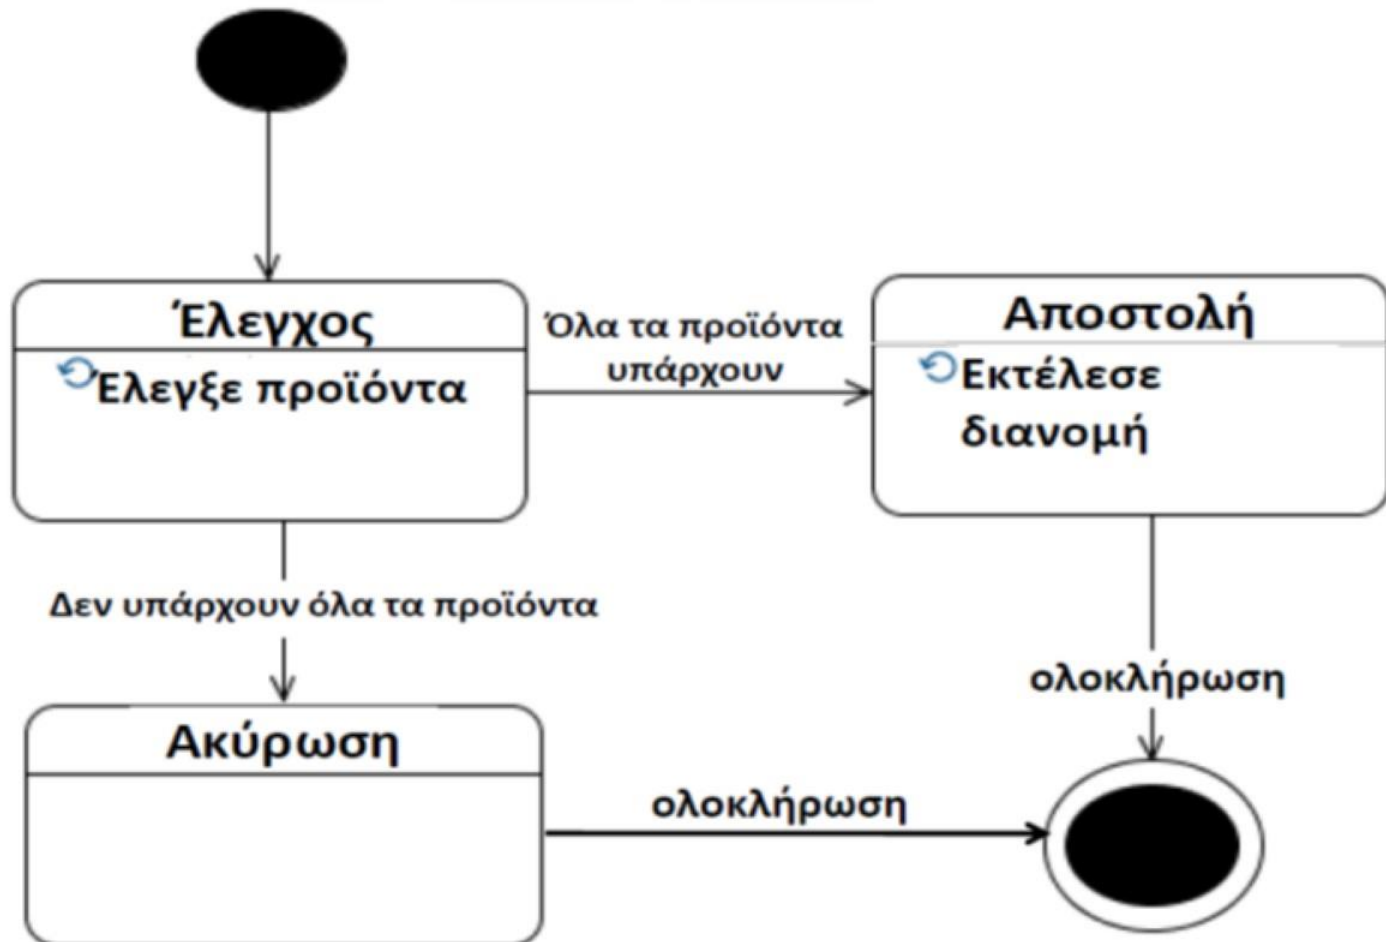 Έλεγχος
Έλεγξε προϊόντα
Όλα τα προϊόντα
υπάρχουν
Αποστολή
Εκτέλεσε
διανομή
Δεν υπάρχουν όλα τα προϊόντα
ολοκλήρωση
Ακύρωση
ολοκλήρωση